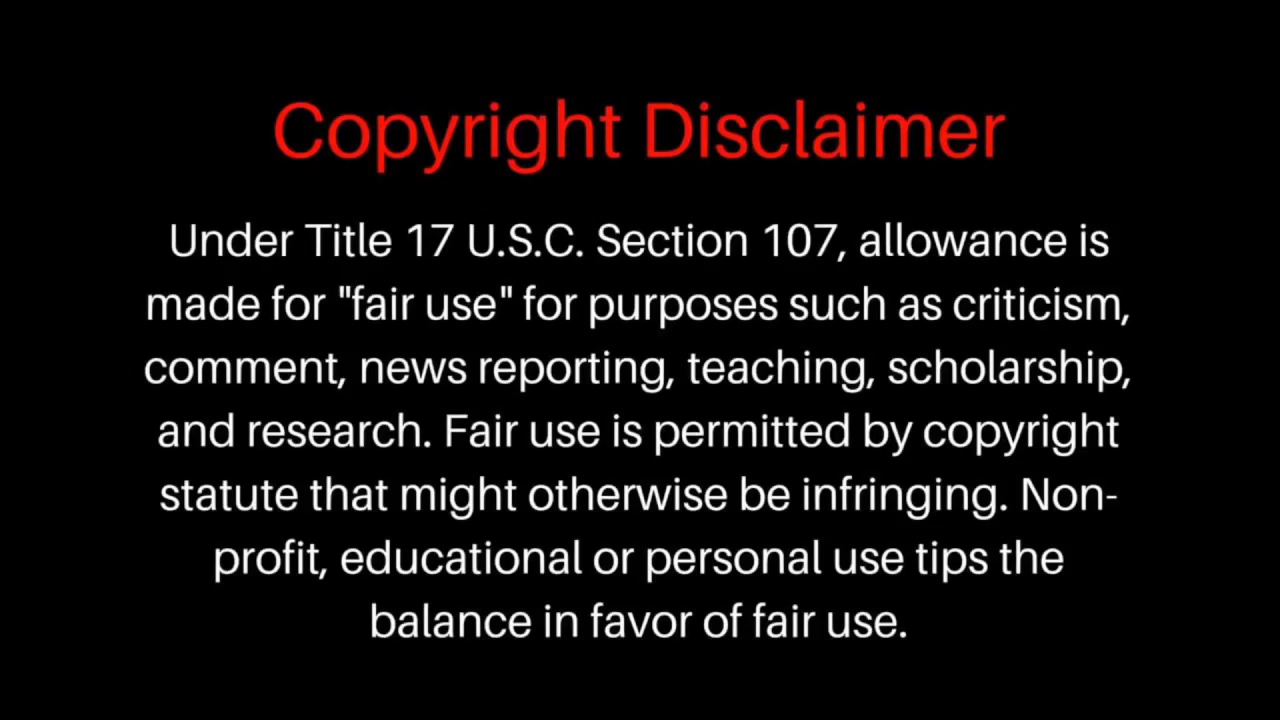 Copyright Disclaimer
Under Title 17 U.S.C. Section 107, allowance is
made for "fair use" for purposes such as criticism,
comment, news reporting, teaching, scholarship,
and research. Fair use is permitted by copyright
statute that might otherwise be infringing. Non-
profit, educational or personal use tips the
balance in favor of fair use.